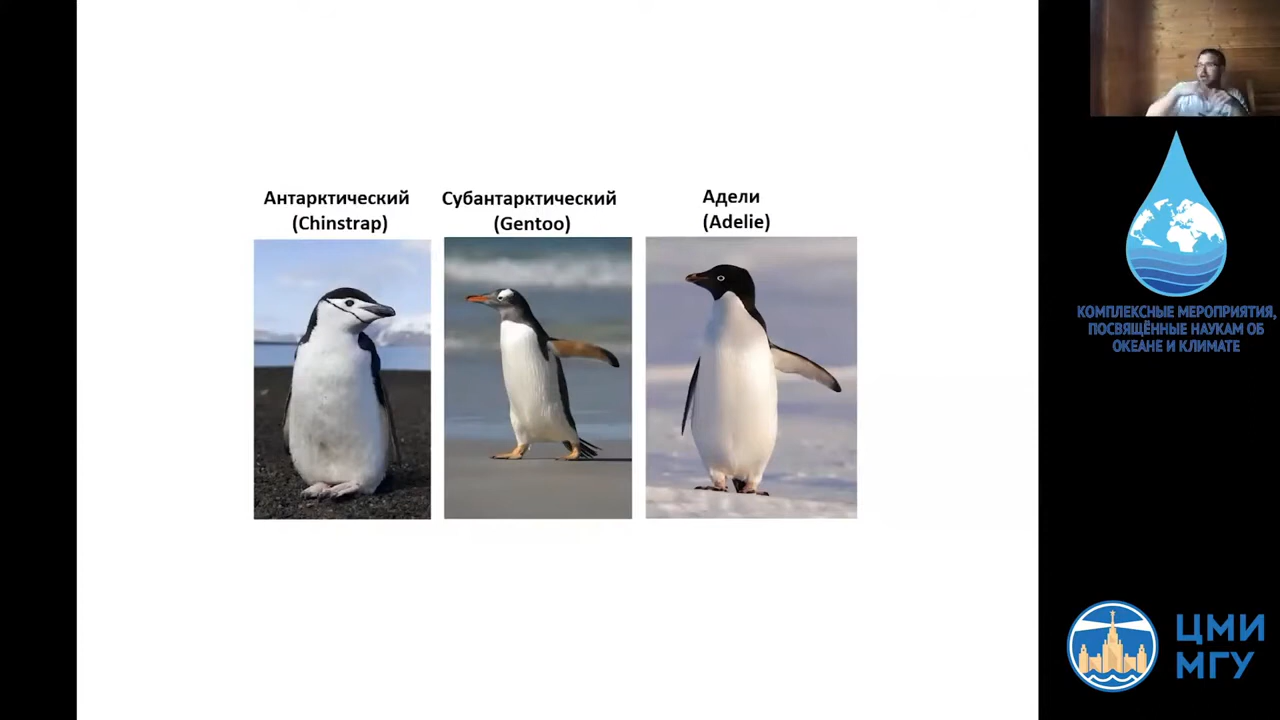 Антарктический
(Chinstrap)
Субантарктический
(Gentoo)
Адели
(Adelie)
КОМПЛЕКСНЫЕ МЕРОПРИЯТИЯ,
ПОСВЯЩЁННЫЕ НАУКАМ ОБ
ОКЕАНЕ И КЛИМАТЕ
ЦМИ
МГУ